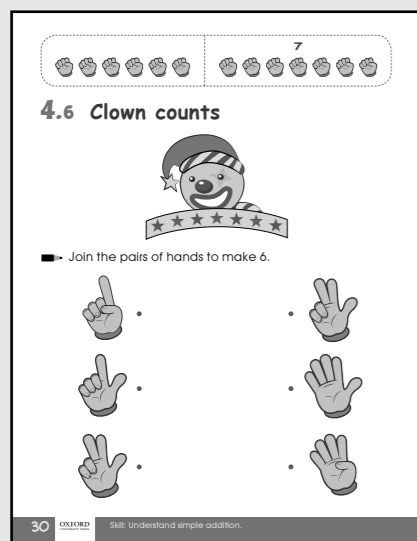 7
4.6 Clown counts
Join the pairs of hands to make 6.
30 OXFORD Skill: Understand simple addition.